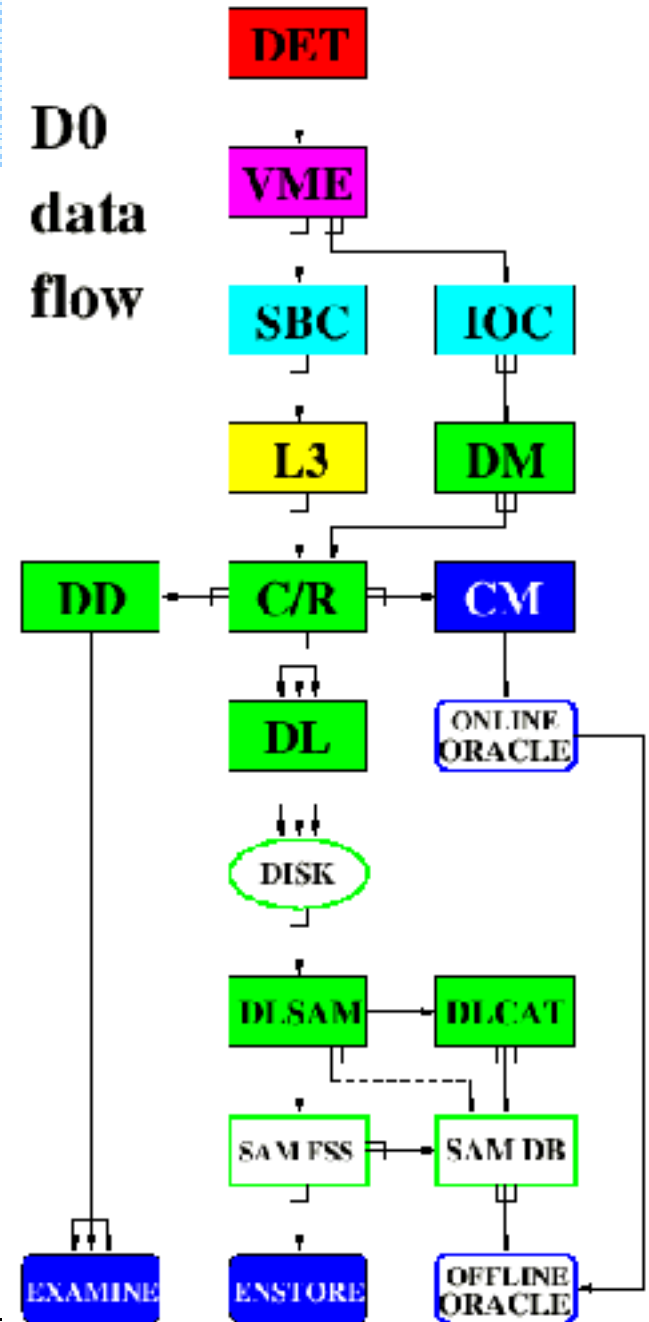 DET
D0
data
flow
VME
SBC
IOC
L3
DM
DD
C/R
CM
DL
ONLINE
ORACLE
DISK
DLSAM
DLCAT
SAM FSS
SAM DB
EXAMINE
ENSTORE
OFFLINE
ORACLE